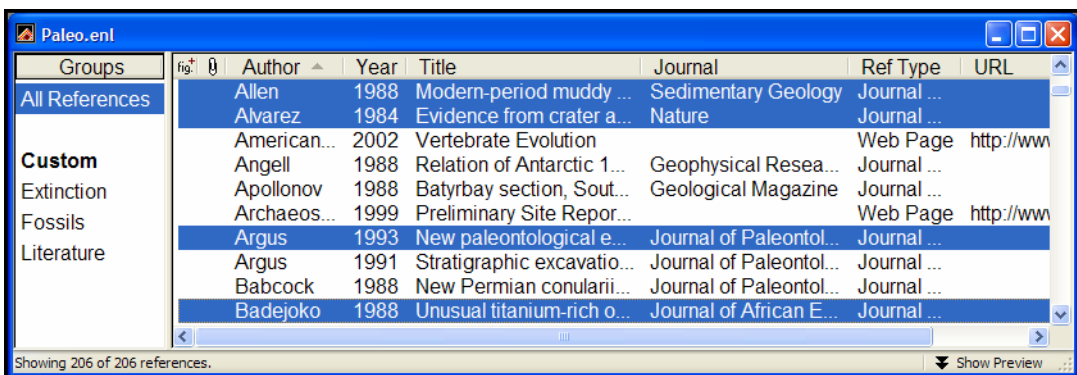 Paleo.enl
Groups fig. Author Year Title Journal Ref Type URL
All References
Custom
Extinction
Fossils
Literature
Allen 1988 Modern-period muddy ... Sedimentary Geology Journal ...
Alvarez 1984 Evidence from crater a... Nature Journal ...
American... 2002 Vertebrate Evolution Web Page http://www
Angell 1988 Relation of Antarctic 1... Geophysical Resea... Journal ...
Apollonov 1988 Batyrbay section, Sout... Geological Magazine Journal ...
Archaeos... 1999 Preliminary Site Repor... Web Page http://www
Argus 1993 New paleontological e... Journal of Paleontol... Journal ...
Argus 1991 Stratigraphic excavatio... Journal of Paleontol... Journal ...
Babcock 1988 New Permian conularii... Journal of Paleontol... Journal ...
Badejoko 1988 Unusual titanium-rich o... Journal of African E... Journal ...
Showing 206 of 206 references. Show Preview